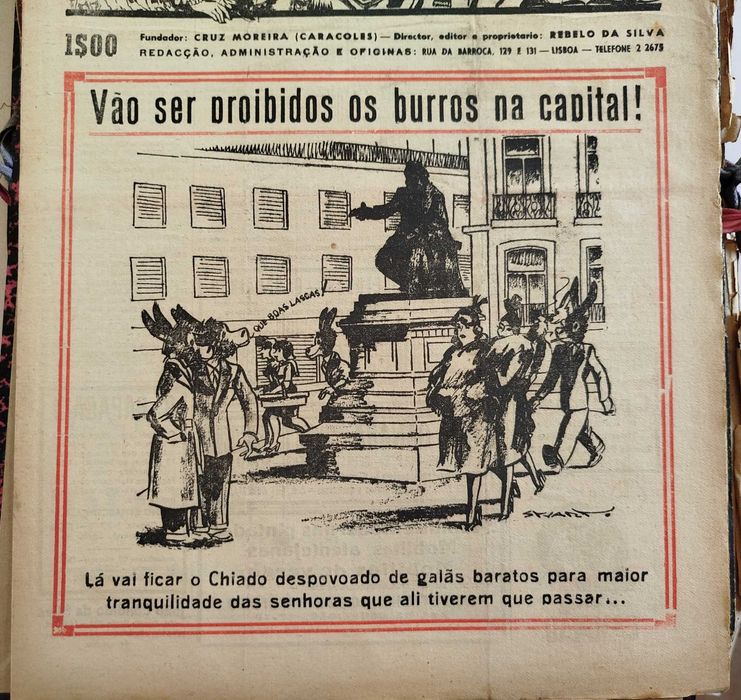 1$00
Fundador: CRUZ MOREIRA (CARACOLES) — Director, editor e proprietario: REBELO DA SILVA
REDACÇÃO, ADMINISTRAÇÃO E OFICINAS: RUA DA BARROCA, 129 E 131 — LISBOA — TELEFONE 2 2675
Vão ser proibidos os burros na capital!
QUE BOAS LASCAS!
STUART.
Lá vai ficar o Chiado despovoado de galãs baratos para maior
tranquilidade das senhoras que ali tiverem que passar...